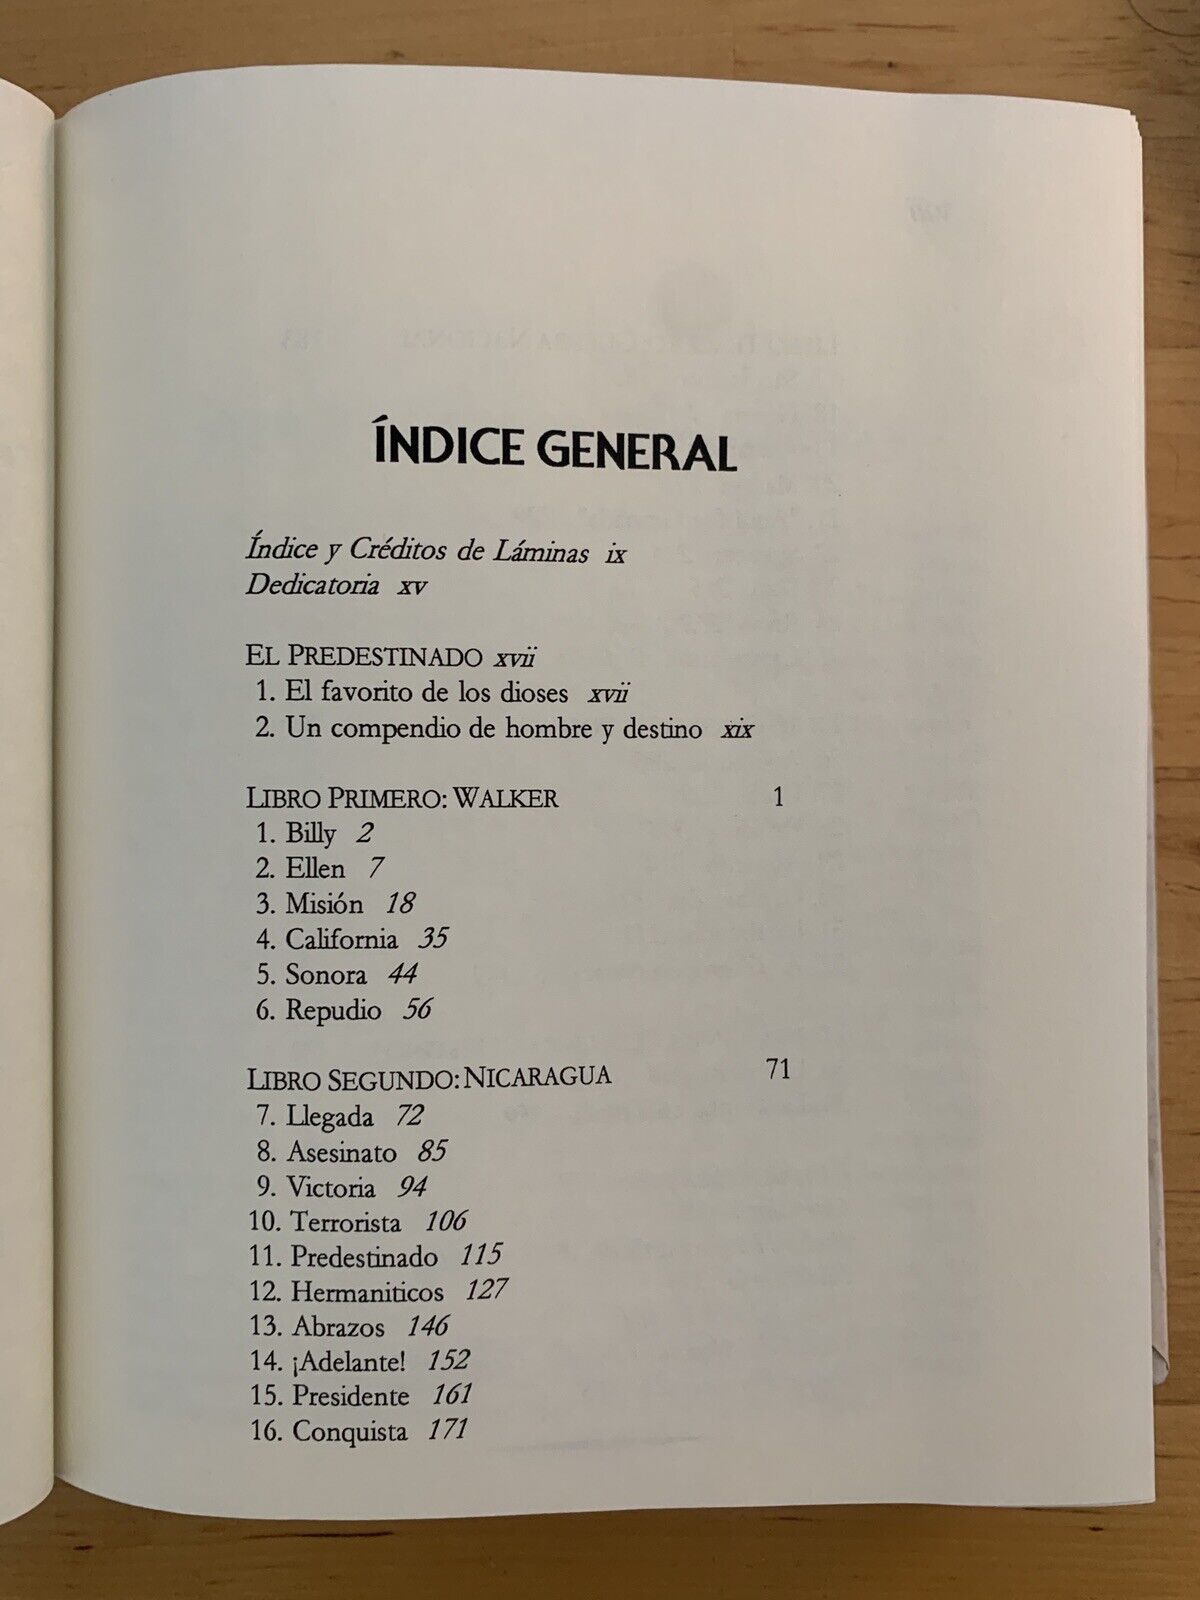 ÍNDICE GENERAL
Índice y Créditos de Láminas ix
Dedicatoria xv
EL PREDESTINADO xvii
1. El favorito de los dioses xvii
2. Un compendio de hombre y destino xix
LIBRO PRIMERO: WALKER 1
1. Billy 2
2. Ellen 7
3. Misión 18
4. California 35
5. Sonora 44
6. Repudio 56
LIBRO SEGUNDO: NICARAGUA 71
7. Llegada 72
8. Asesinato 85
9. Victoria 94
10. Terrorista 106
11. Predestinado 115
12. Hermaniticos 127
13. Abrazos 146
14. ¡Adelante! 152
15. Presidente 161
16. Conquista 171